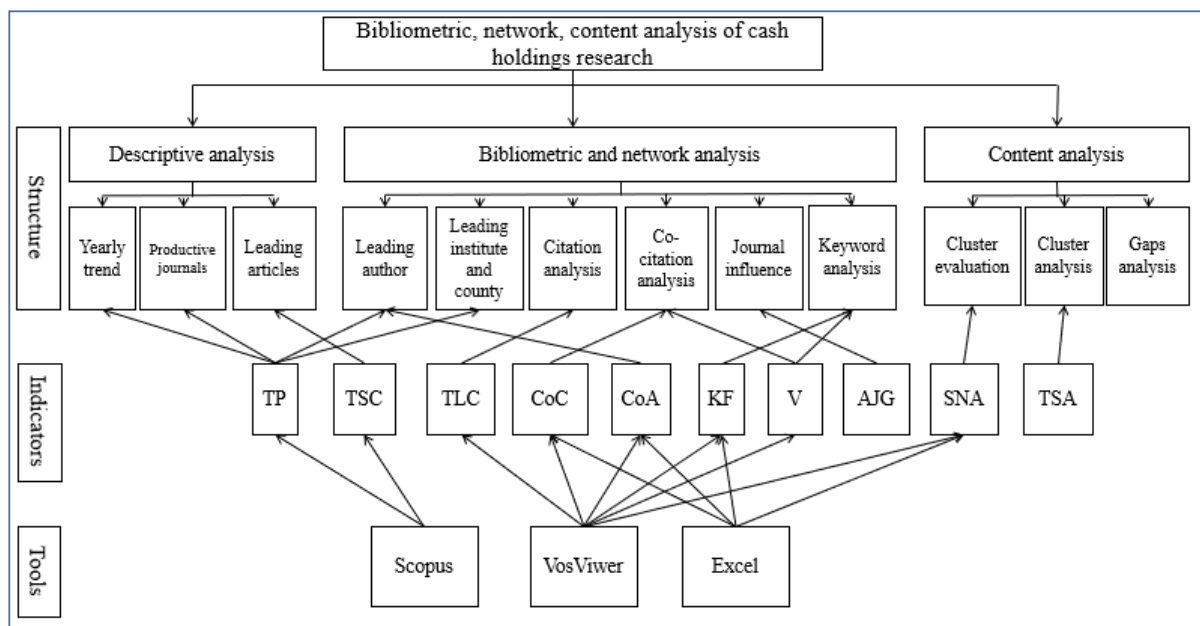 Bibliometric, network, content analysis of cash
holdings research
Structure
Descriptive analysis
Bibliometric and network analysis
Content analysis
Yearly
trend
Productive
journals
Leading
articles
Leading
author
Leading
institute
and
county
Citation
analysis
Co-
citation
analysis
Journal
influence
Keyword
analysis
Cluster
evaluation
Cluster
analysis
Gaps
analysis
Indicators
TP
TSC
TLC
CoC
CoA
KF
V
AJG
SNA
TSA
Tools
Scopus
VosViwer
Excel